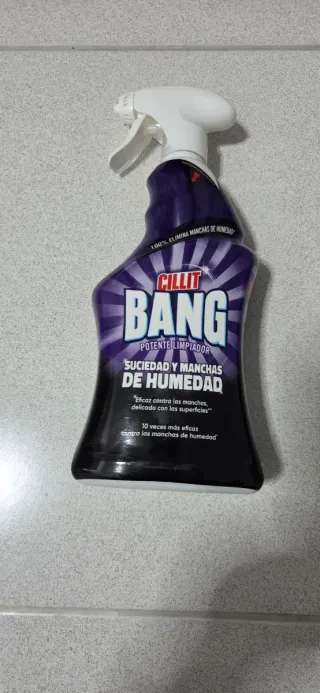 100% ELIMINA MANCHAS DE HUMEDAD*
CILLIT
BANG
POTENTE LIMPIADOR
SUCIEDAD Y MANCHAS
DE HUMEDAD
*Eficaz contra las manchas,
delicado con las superficies**
10 veces más eficaz
contra las manchas de humedad*